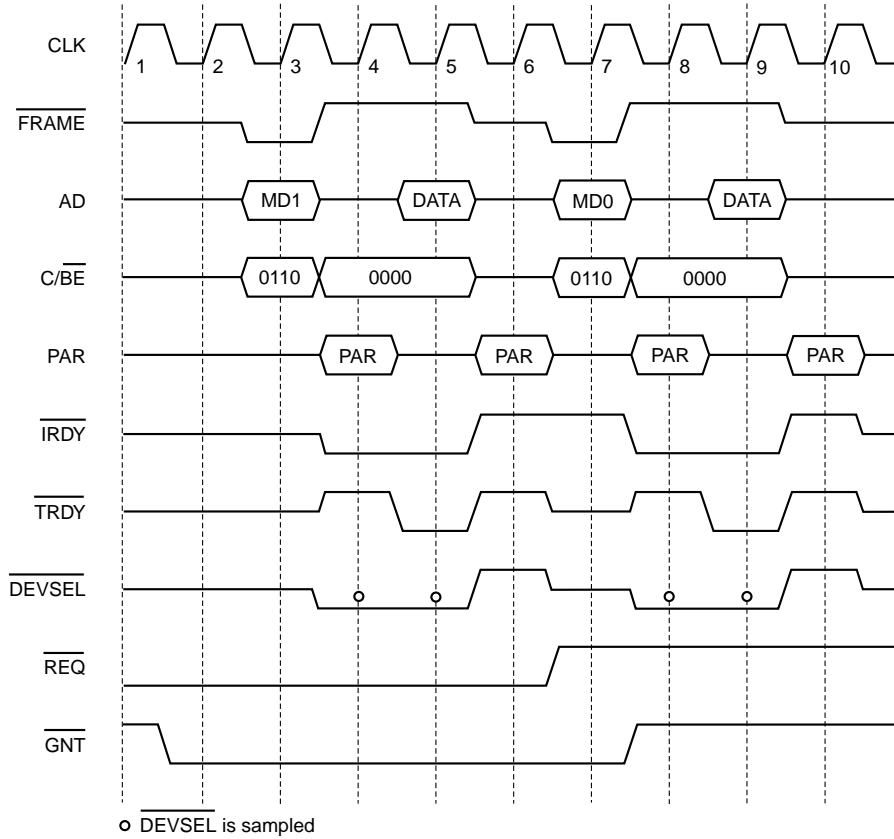 CLK
1 2 3 4 5 6 7 8 9 10
FRAME
AD
MD1 DATA MD0 DATA
C/BE
0110 0000 0110 0000
PAR
PAR PAR PAR PAR
IRDY
TRDY
DEVSEL
REQ
GNT
DEVSEL is sampled